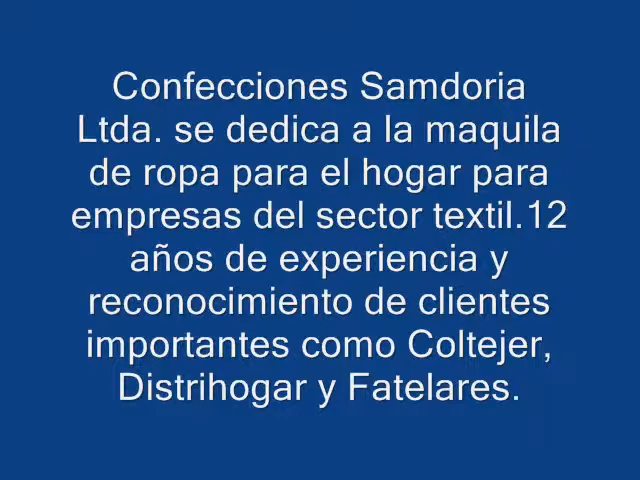 Confecciones Samdoria
Ltda. se dedica a la maquila
de ropa para el hogar para
empresas del sector textil.12
años de experiencia y
reconocimiento de clientes
importantes como Coltejer,
Distrihogar y Fatelares.